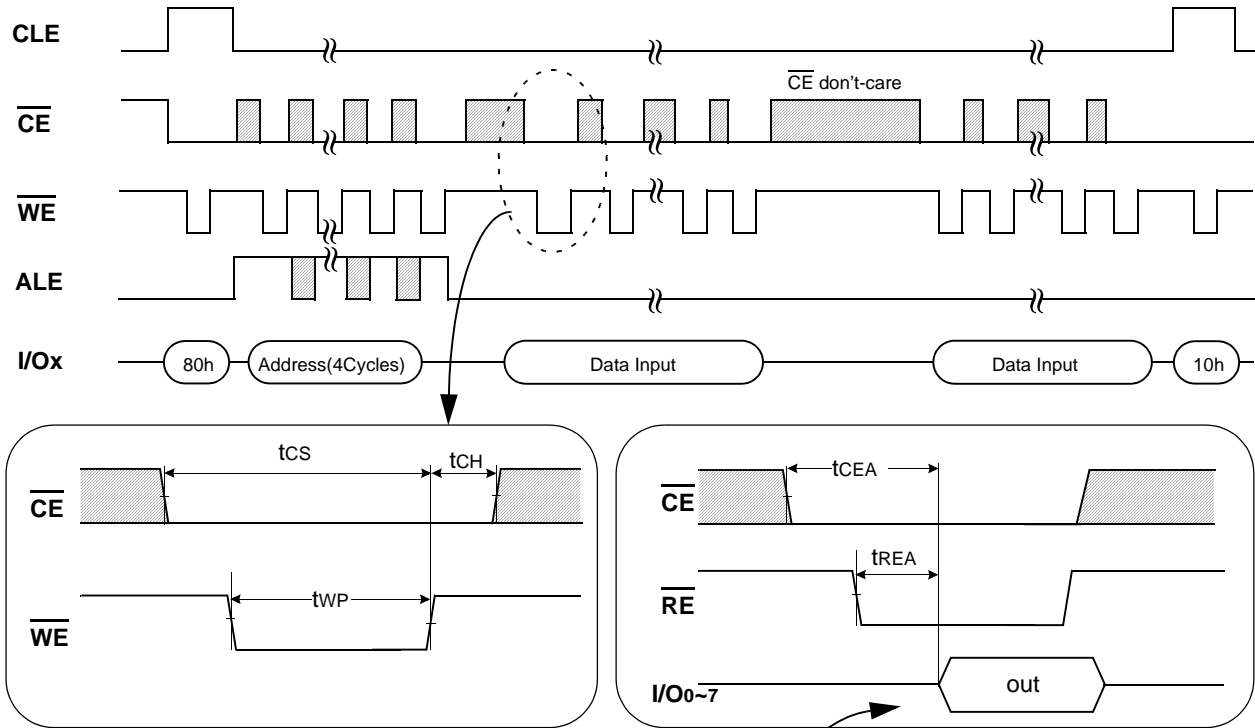 CLE
CE don't-care
CE
WE
ALE
I/Ox 80h Address(4Cycles) Data Input Data Input 10h
tCS tCH
CE
tWP
WE
tCEA
CE
tREA
RE
I/O0~7 out